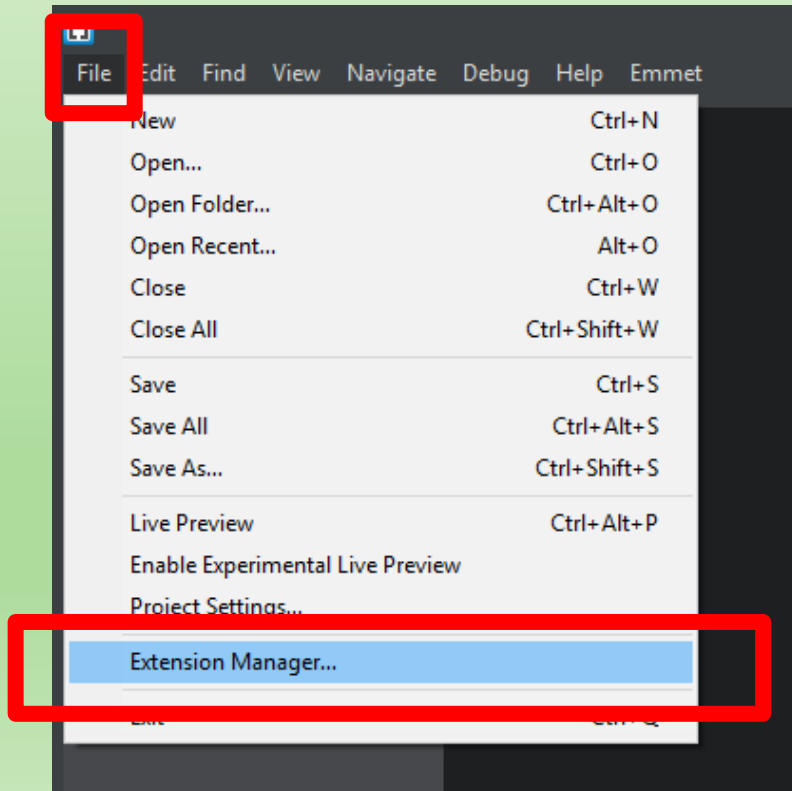 File Edit Find View Navigate Debug Help Emmet
New Ctrl+N
Open... Ctrl+O
Open Folder... Ctrl+Alt+O
Open Recent... Alt+O
Close Ctrl+W
Close All Ctrl+Shift+W
Save Ctrl+S
Save All Ctrl+Alt+S
Save As... Ctrl+Shift+S
Live Preview Ctrl+Alt+P
Enable Experimental Live Preview
Project Settings...
Extension Manager...
Exit Ctrl+Q